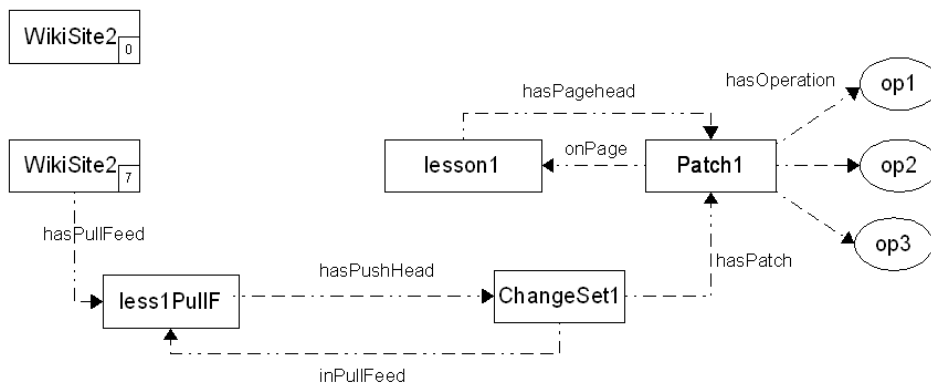 WikiSite2
0
hasPagehead
hasOperation
op1
WikiSite2
7
lesson1
onPage
Patch1
op2
hasPullFeed
op3
hasPushHead
hasPatch
less1PullF
ChangeSet1
inPullFeed